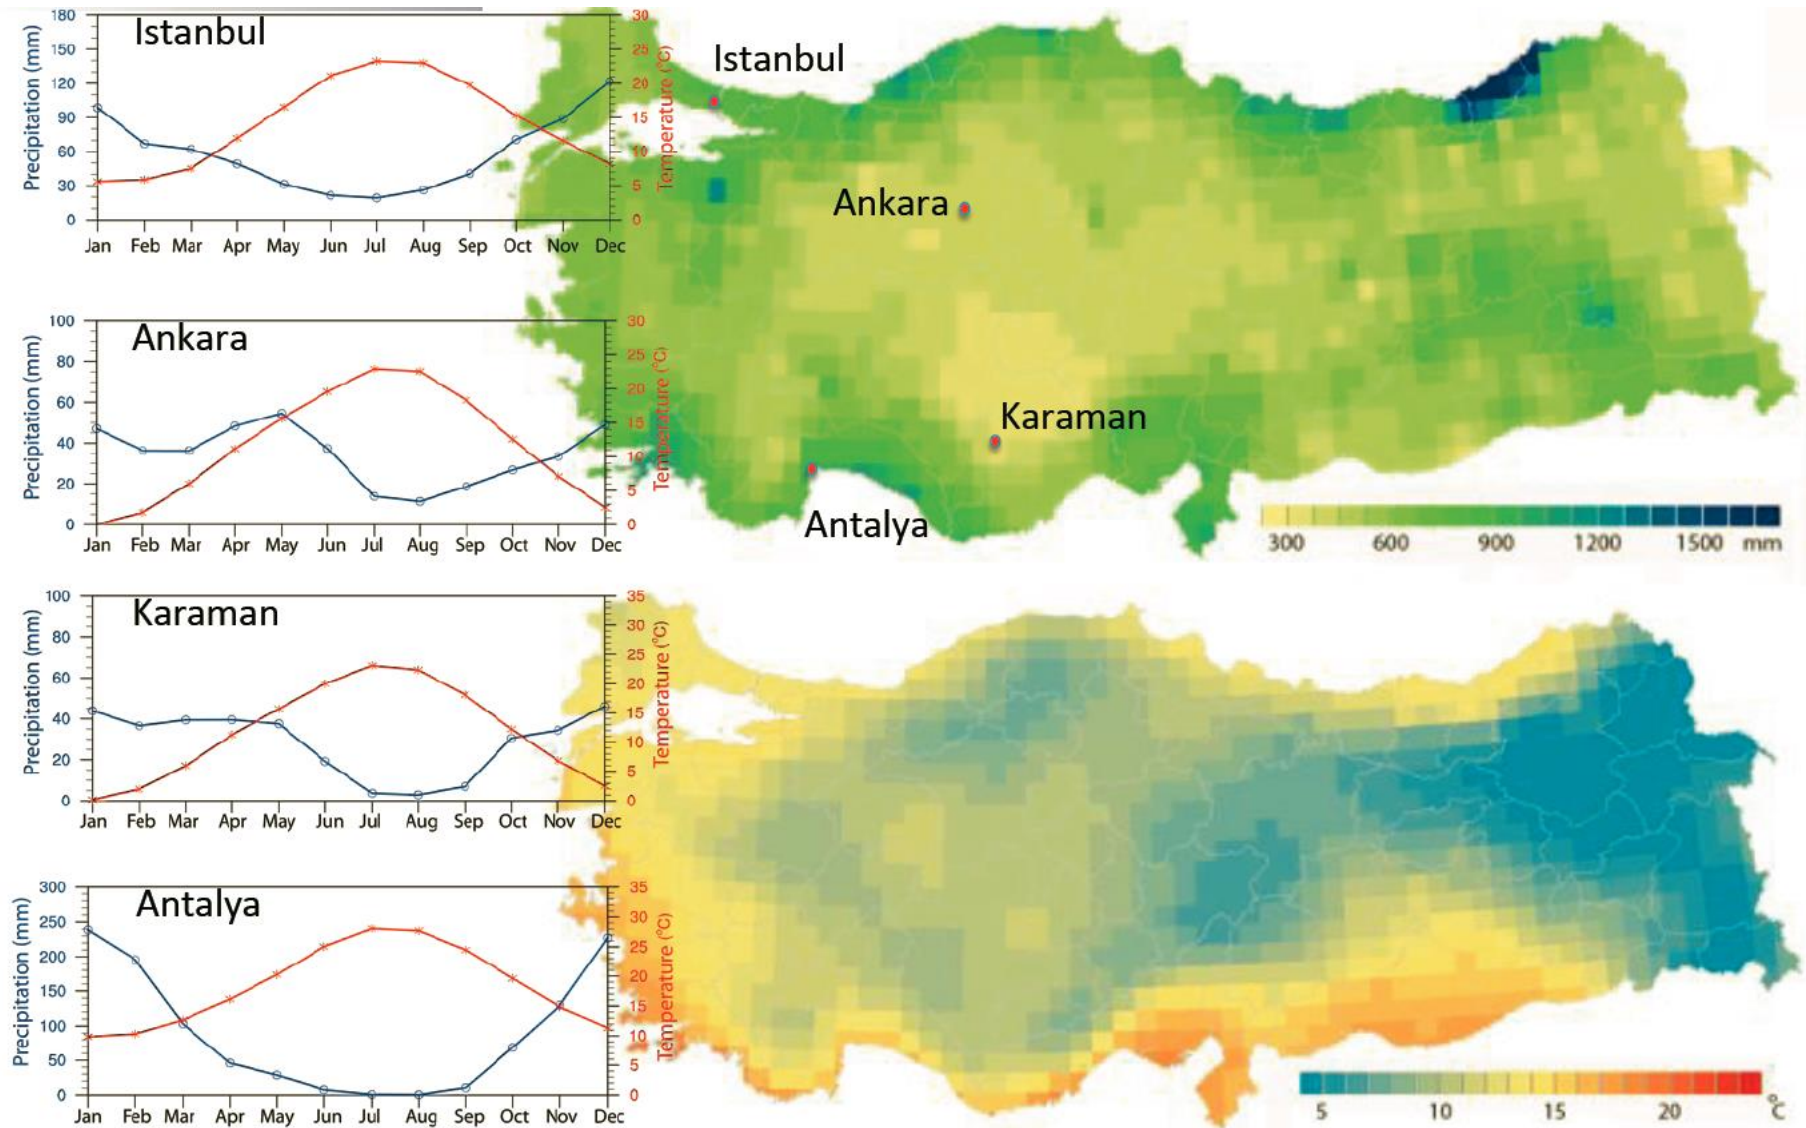 Istanbul
Precipitation (mm)
180
150
120
90
60
30
0
30
25
20
15
10
5
0
Temperature (°C)
Jan Feb Mar Apr May Jun Jul Aug Sep Oct Nov Dec
Ankara
Precipitation (mm)
100
80
60
40
20
0
30
25
20
15
10
5
0
Temperature (°C)
Jan Feb Mar Apr May Jun Jul Aug Sep Oct Nov Dec
Karaman
Precipitation (mm)
100
80
60
40
20
0
35
30
25
20
15
10
5
0
Temperature (°C)
Jan Feb Mar Apr May Jun Jul Aug Sep Oct Nov Dec
Antalya
Precipitation (mm)
300
250
200
150
100
50
0
35
30
25
20
15
10
5
0
Temperature (°C)
Jan Feb Mar Apr May Jun Jul Aug Sep Oct Nov Dec
Istanbul
Ankara
Karaman
Antalya
300 600 900 1200 1500 mm
5 10 15 20 °C